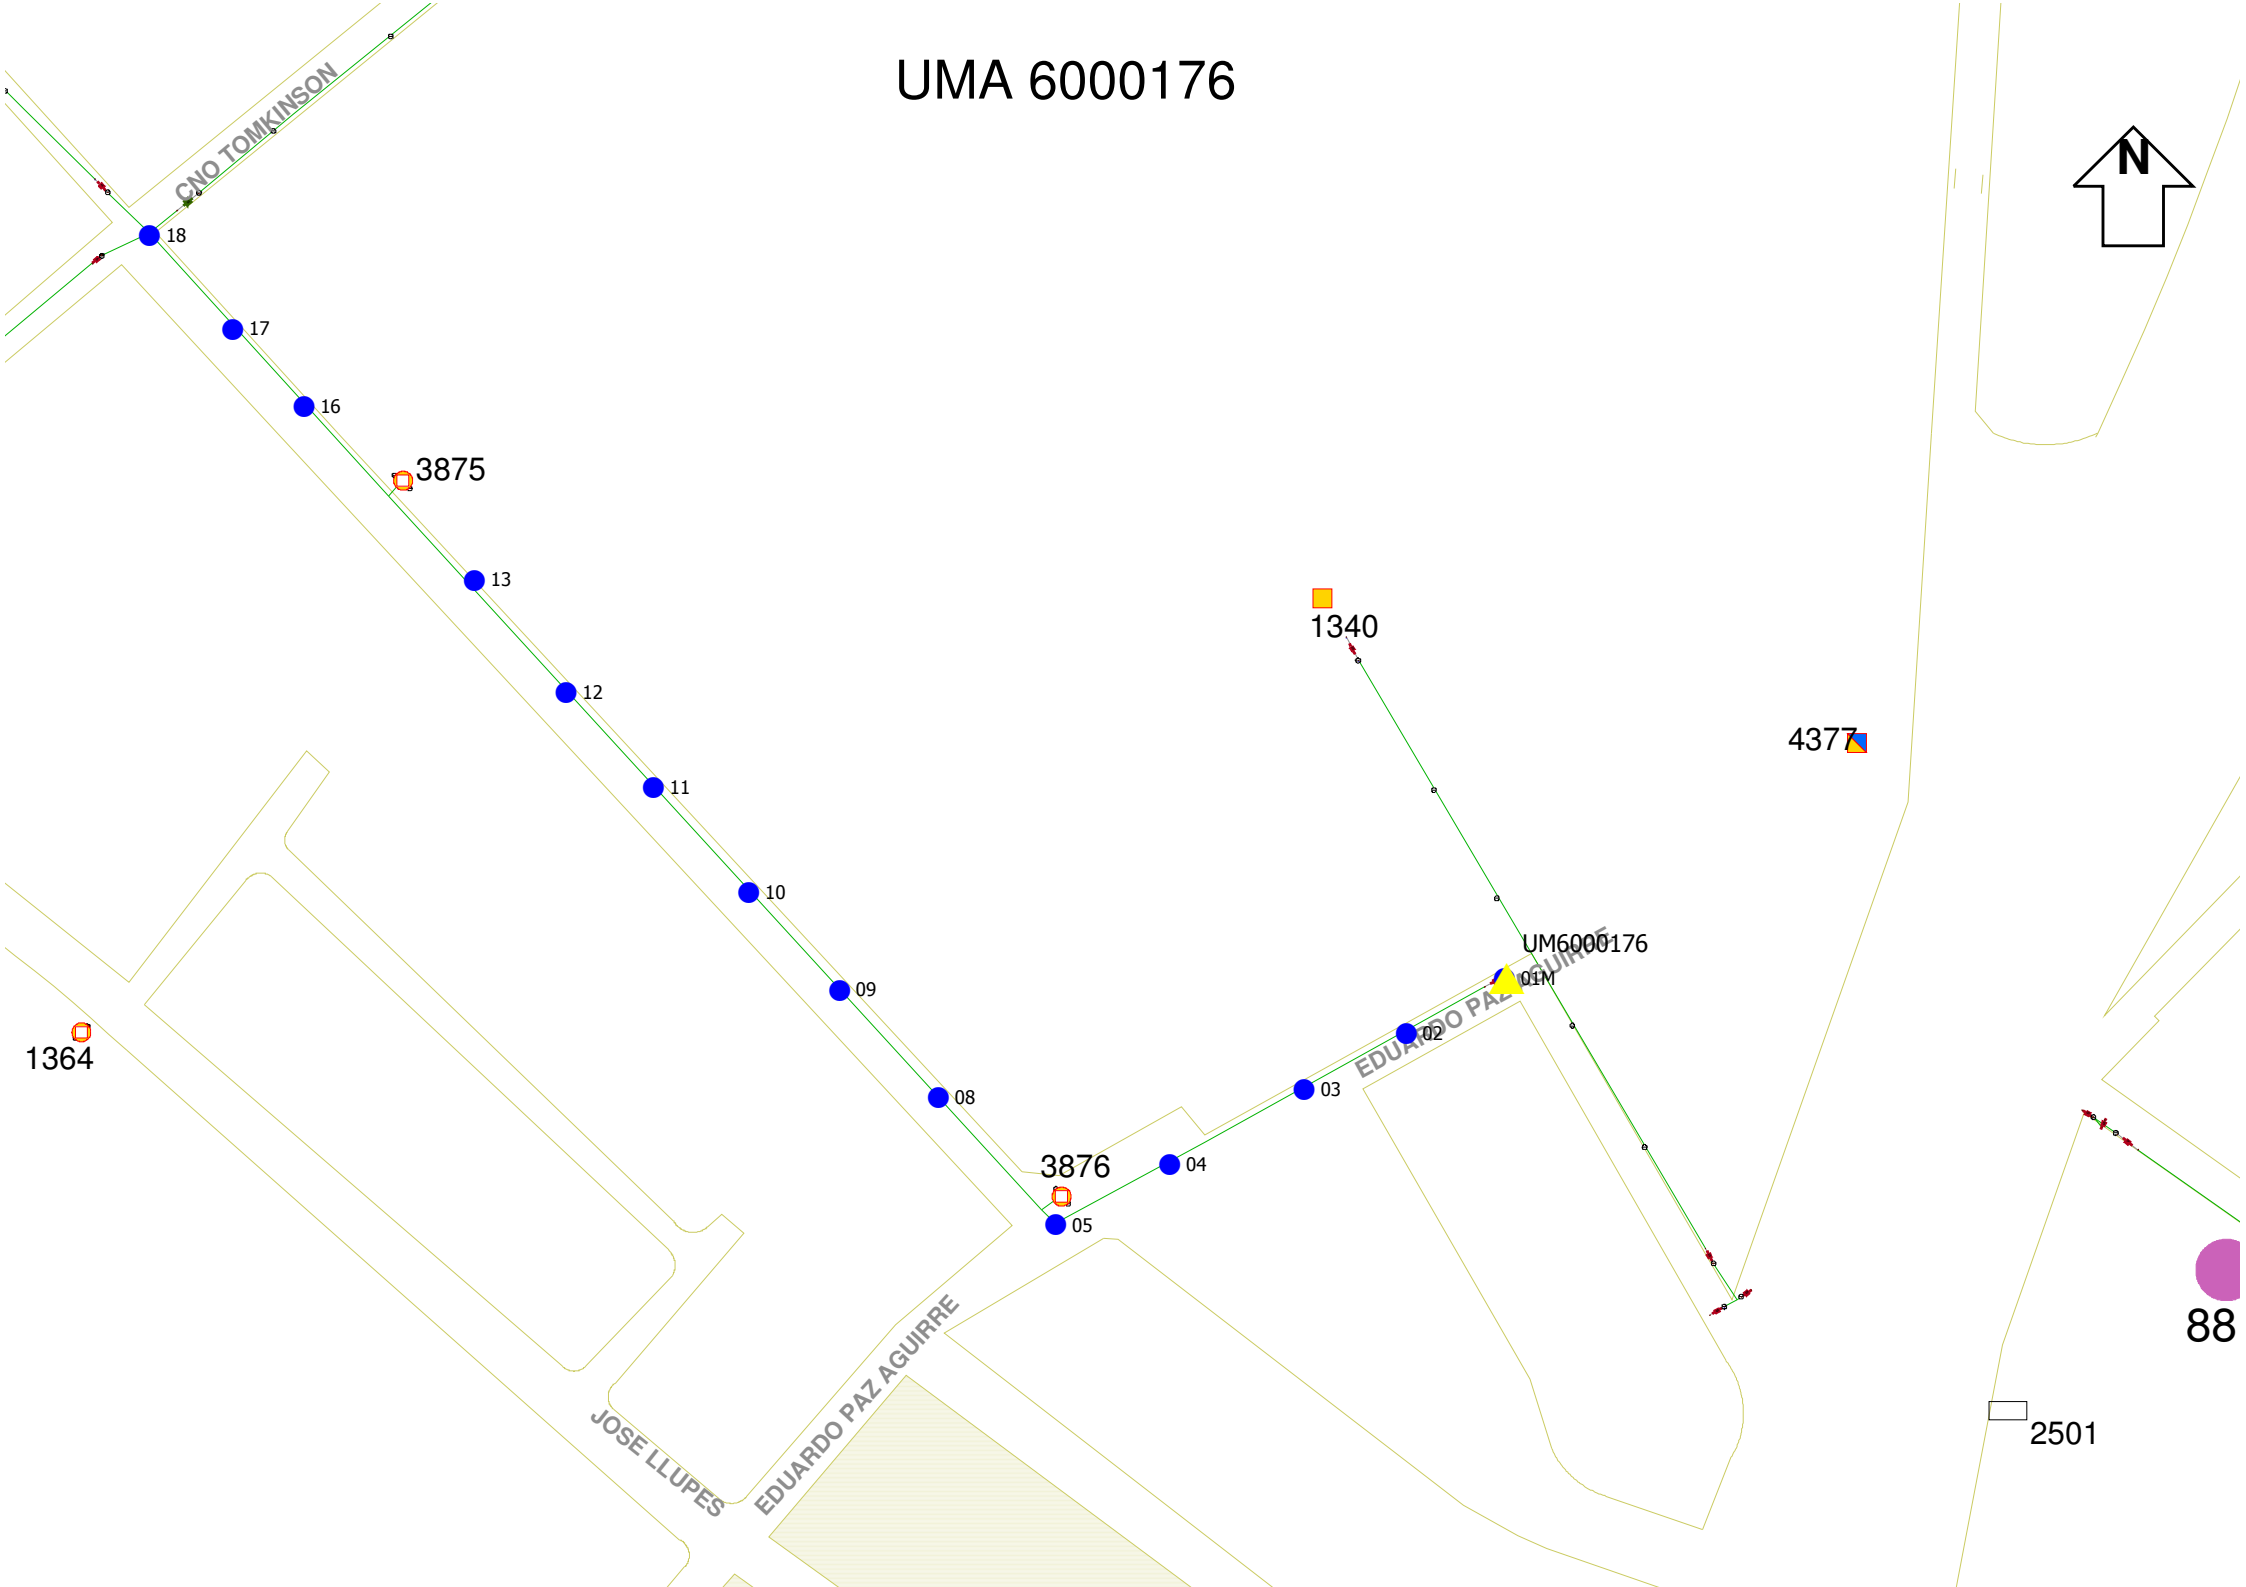 UMA 6000176
CNO TOMKINSON
N
18
17
16
3875
13
1340
12
4377
11
10
UM6000176
01M
EDUARDO PAZ AGUIRRE
09
02
1364
03
08
3876
04
05
88
EDUARDO PAZ AGUIRRE
JOSE LLUPES
2501